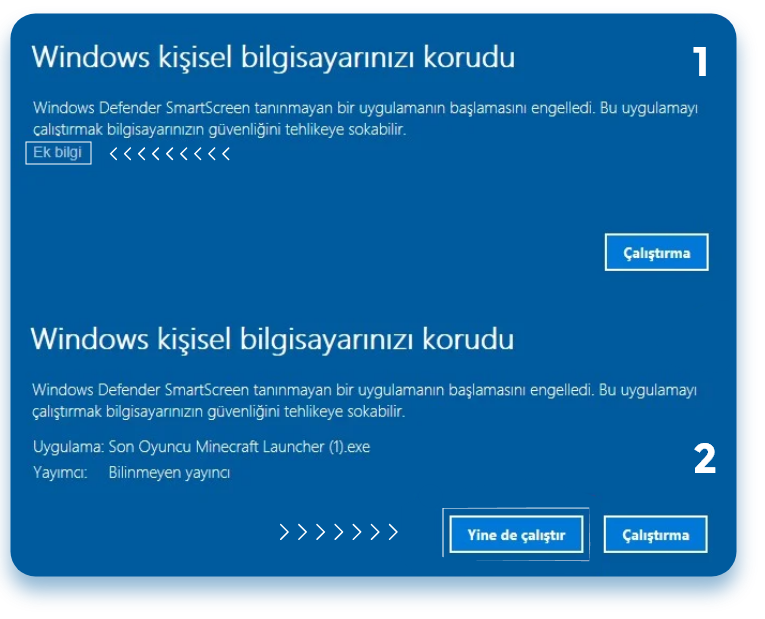 Windows kişisel bilgisayarınızı korudu
1
Windows Defender SmartScreen tanınmayan bir uygulamanın başlamasını engelledi. Bu uygulamayı
çalıştırmak bilgisayarınızın güvenliğini tehlikeye sokabilir.
Ek bilgi
Çalıştırma
Windows kişisel bilgisayarınızı korudu
Windows Defender SmartScreen tanınmayan bir uygulamanın başlamasını engelledi. Bu uygulamayı
çalıştırmak bilgisayarınızın güvenliğini tehlikeye sokabilir.
Uygulama: Son Oyuncu Minecraft Launcher (1).exe
2
Yayımcı: Bilinmeyen yayıncı
Yine de çalıştır
Çalıştırma